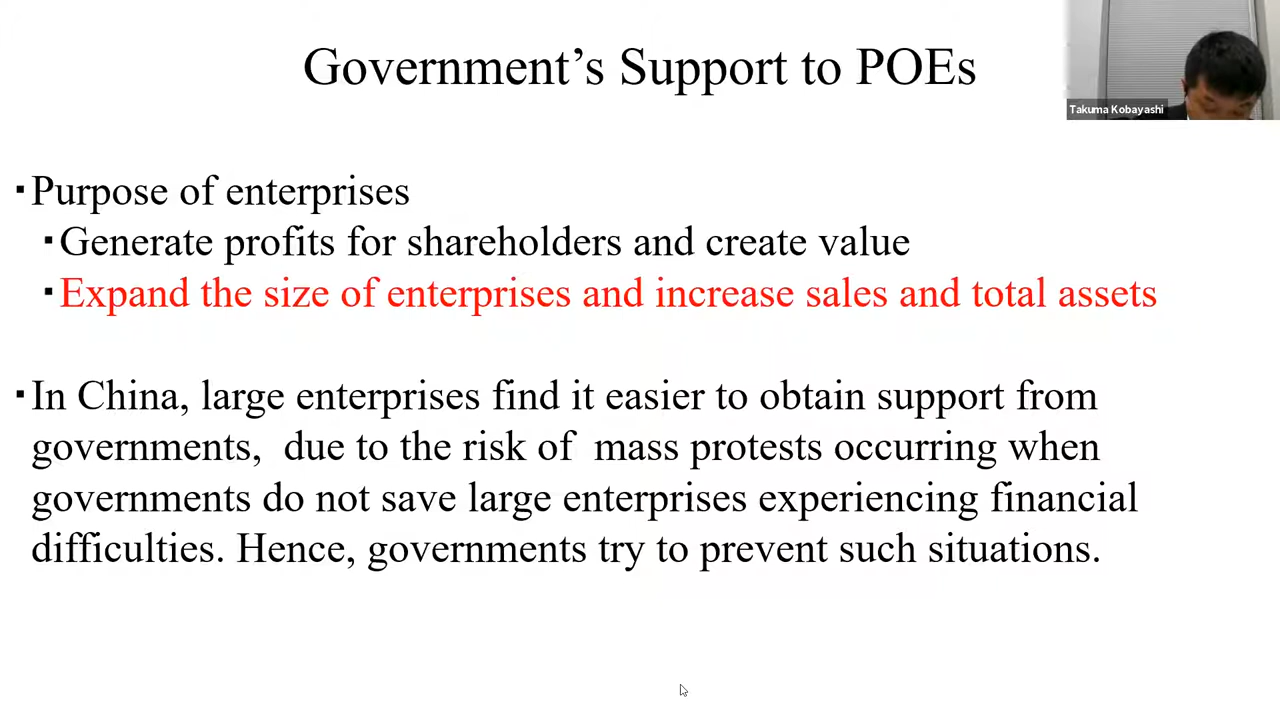 Government’s Support to POEs
Takuma Kobayashi
▪Purpose of enterprises
▪Generate profits for shareholders and create value
▪Expand the size of enterprises and increase sales and total assets
▪In China, large enterprises find it easier to obtain support from
governments,  due to the risk of  mass protests occurring when
governments do not save large enterprises experiencing financial
difficulties. Hence, governments try to prevent such situations.